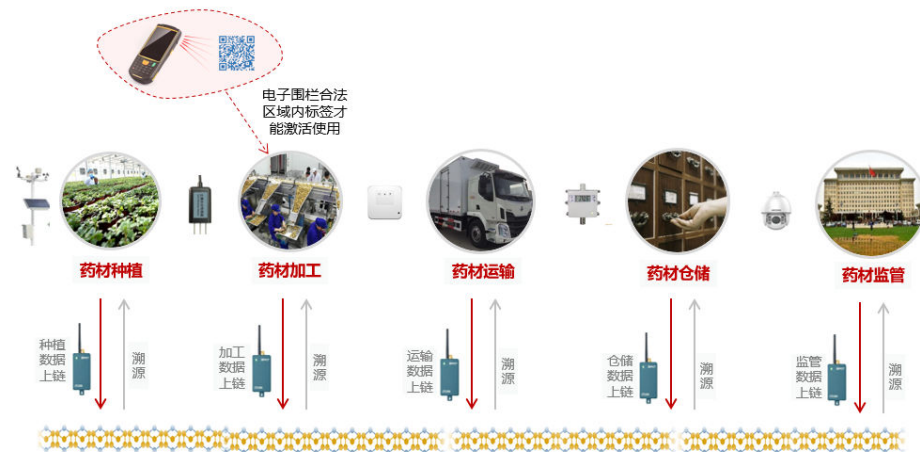 电子围栏合法
区域内标签才
能激活使用
药材种植
药材加工
药材运输
药材仓储
药材监管
种植
数据
上链
溯
源
加工
数据
上链
溯
源
运输
数据
上链
溯
源
仓储
数据
上链
溯
源
监管
数据
上链
溯
源